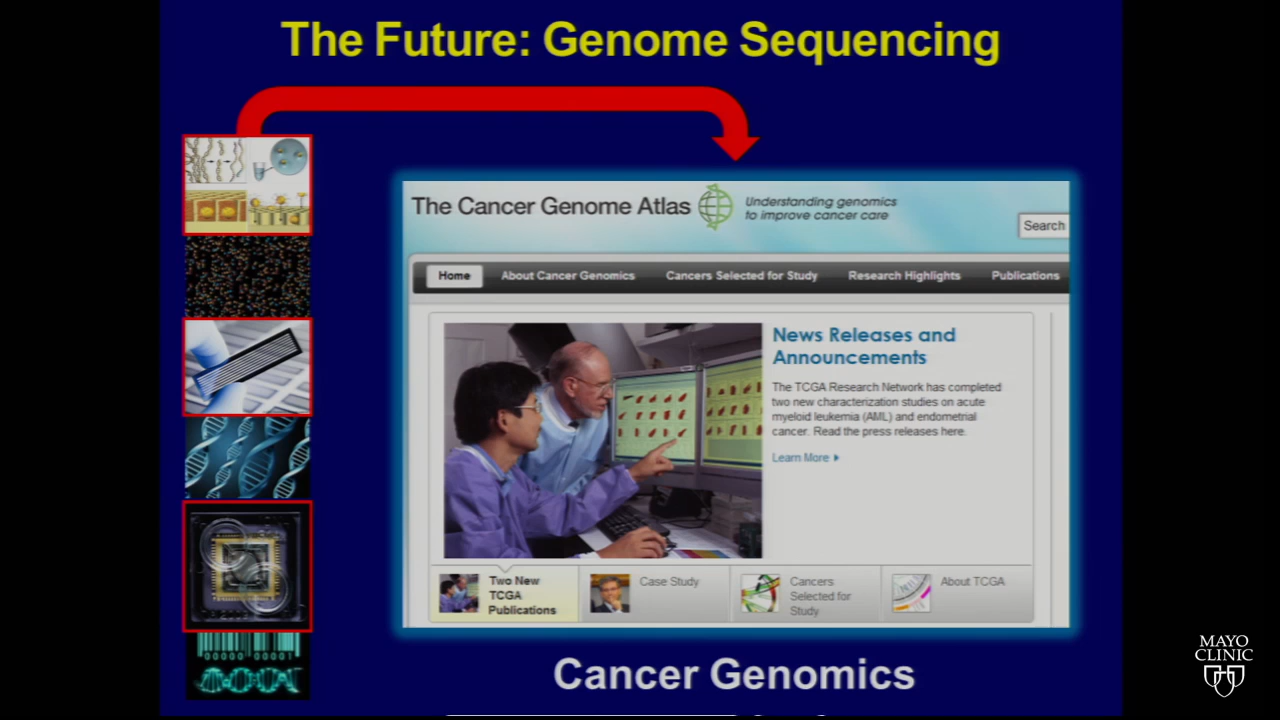 The Future: Genome Sequencing
The Cancer Genome Atlas
Understanding genomics
to improve cancer care
Search
Home
About Cancer Genomics
Cancers Selected for Study
Research Highlights
Publications
News Releases and
Announcements
The TCGA Research Network has completed
two new characterization studies on acute
myeloid leukemia (AML) and endometrial
cancer. Read the press releases here.
Learn More
Two New
TCGA
Publications
Case Study
Cancers
Selected for
Study
About TCGA
00000 00001
Cancer Genomics
MAYO
CLINIC